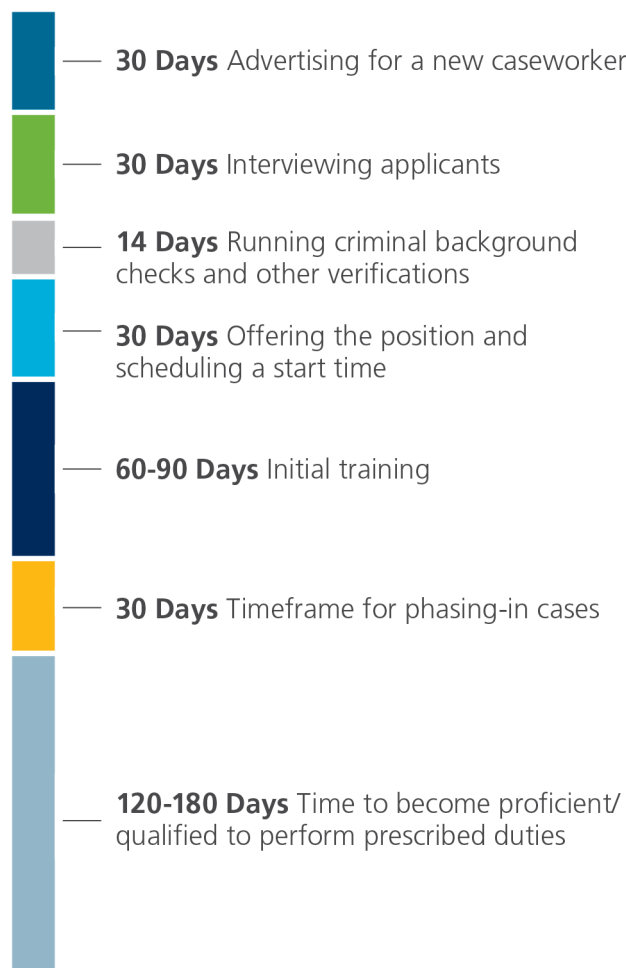 30 Days Advertising for a new caseworker
30 Days Interviewing applicants
14 Days Running criminal background
checks and other verifications
30 Days Offering the position and
scheduling a start time
60-90 Days Initial training
30 Days Timeframe for phasing-in cases
120-180 Days Time to become proficient/
qualified to perform prescribed duties